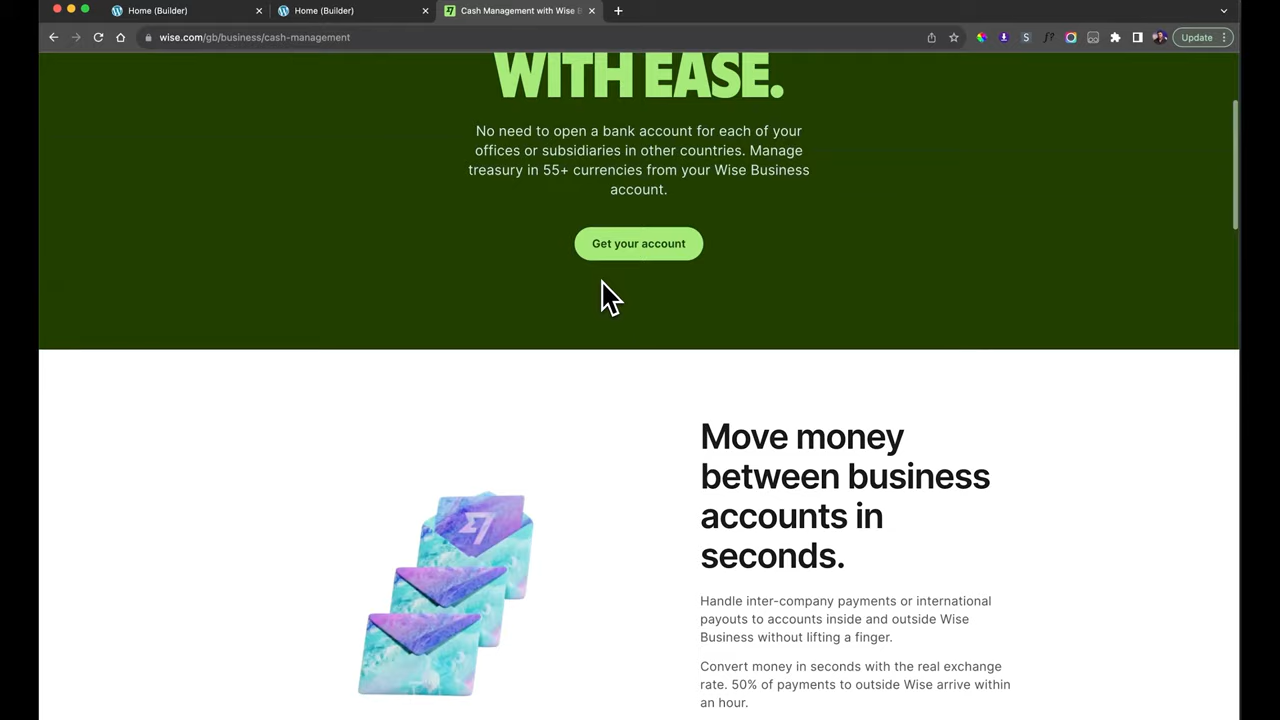 Home (Builder)
Home (Builder)
Cash Management with Wise B
wise.com/gb/business/cash-management
Update
WITH EASE.
No need to open a bank account for each of your
offices or subsidiaries in other countries. Manage
treasury in 55+ currencies from your Wise Business
account.
Get your account
Move money
between business
accounts in
seconds.
Handle inter-company payments or international
payouts to accounts inside and outside Wise
Business without lifting a finger.
Convert money in seconds with the real exchange
rate. 50% of payments to outside Wise arrive within
an hour.